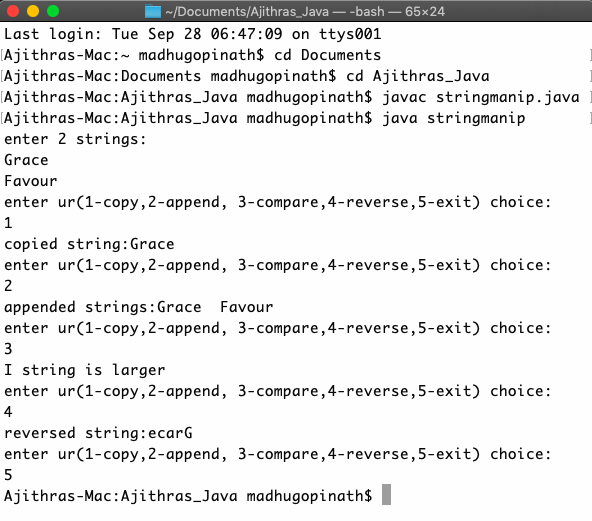 ~/Documents/Ajithras_Java — -bash — 65×24
Last login: Tue Sep 28 06:47:09 on ttys001
[Ajithras-Mac:~ madhugopinath$ cd Documents ]
[Ajithras-Mac:Documents madhugopinath$ cd Ajithras_Java ]
[Ajithras-Mac:Ajithras_Java madhugopinath$ javac stringmanip.java ]
[Ajithras-Mac:Ajithras_Java madhugopinath$ java stringmanip ]
enter 2 strings:
Grace
Favour
enter ur(1-copy,2-append, 3-compare,4-reverse,5-exit) choice:
1
copied string:Grace
enter ur(1-copy,2-append, 3-compare,4-reverse,5-exit) choice:
2
appended strings:Grace  Favour
enter ur(1-copy,2-append, 3-compare,4-reverse,5-exit) choice:
3
I string is larger
enter ur(1-copy,2-append, 3-compare,4-reverse,5-exit) choice:
4
reversed string:ecarG
enter ur(1-copy,2-append, 3-compare,4-reverse,5-exit) choice:
5
Ajithras-Mac:Ajithras_Java madhugopinath$